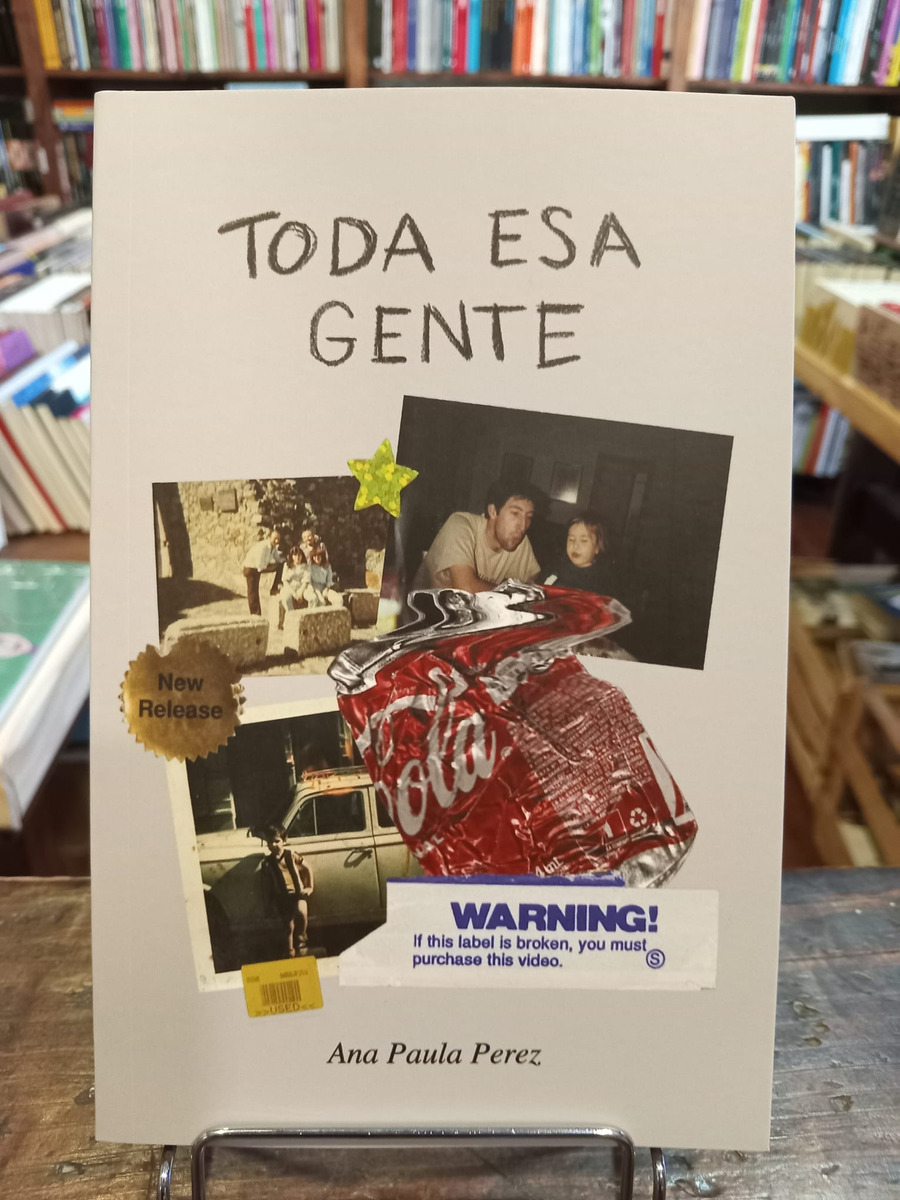 TODA ESA
GENTE
New
Release
Cola
WARNING!
If this label is broken, you must
purchase this video.
S
USED
Ana Paula Perez